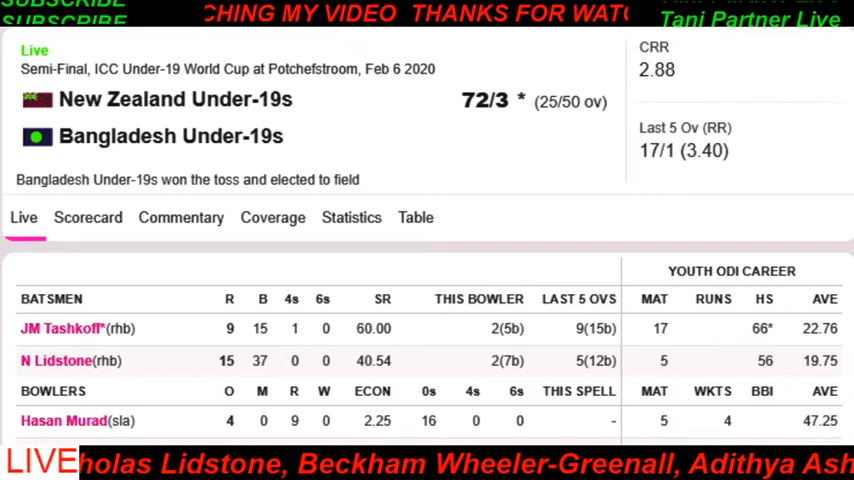 SUBSCRIBE
SUBSCRIBE
CHING MY VIDEO THANKS FOR WATC
Tani Partner Live
Live
Semi-Final, ICC Under-19 World Cup at Potchefstroom, Feb 6 2020
New Zealand Under-19s 72/3 * (25/50 ov)
Bangladesh Under-19s
Bangladesh Under-19s won the toss and elected to field
CRR
2.88
Last 5 Ov (RR)
17/1 (3.40)
Live Scorecard Commentary Coverage Statistics Table
YOUTH ODI CAREER
BATSMEN R B 4s 6s SR THIS BOWLER LAST 5 OVS MAT RUNS HS AVE
JM Tashkoff*(rhb) 9 15 1 0 60.00 2(5b) 9(15b) 17 66* 22.76
N Lidstone(rhb) 15 37 0 0 40.54 2(7b) 5(12b) 5 56 19.75
BOWLERS O M R W ECON 0s 4s 6s THIS SPELL MAT WKTS BBI AVE
Hasan Murad(sla) 4 0 9 0 2.25 16 0 0 - 5 4 47.25
LIVE holas Lidstone, Beckham Wheeler-Greenall, Adithya Ash